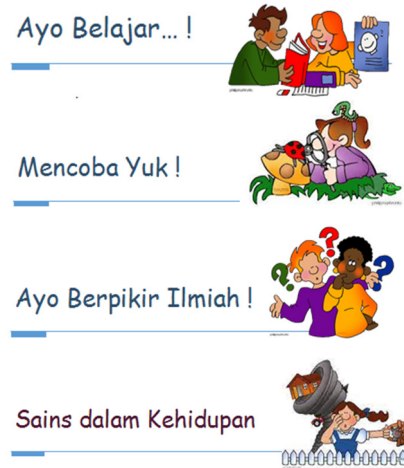 Ayo Belajar... !
Mencoba Yuk !
Ayo Berpikir Ilmiah !
Sains dalam Kehidupan